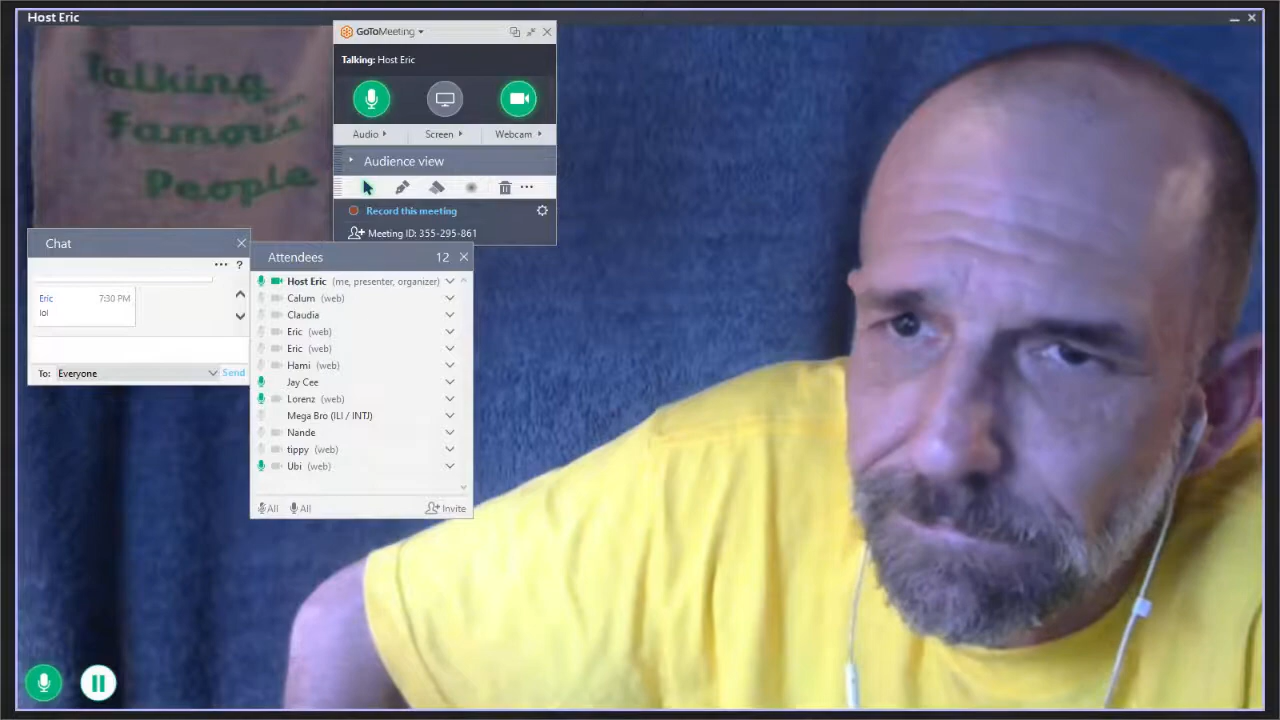 Host Eric
Talking
Famous
People
GoToMeeting
Talking: Host Eric
Audio
Screen
Webcam
Audience view
Record this meeting
Meeting ID: 355-295-861
Chat
... ?
Eric 7:30 PM
lol
To: Everyone Send
Attendees 12
Host Eric (me, presenter, organizer)
Calum (web)
Claudia
Eric (web)
Eric (web)
Hami (web)
Jay Cee
Lorenz (web)
Mega Bro (ILI / INTJ)
Nande
tippy (web)
Ubi (web)
All All Invite